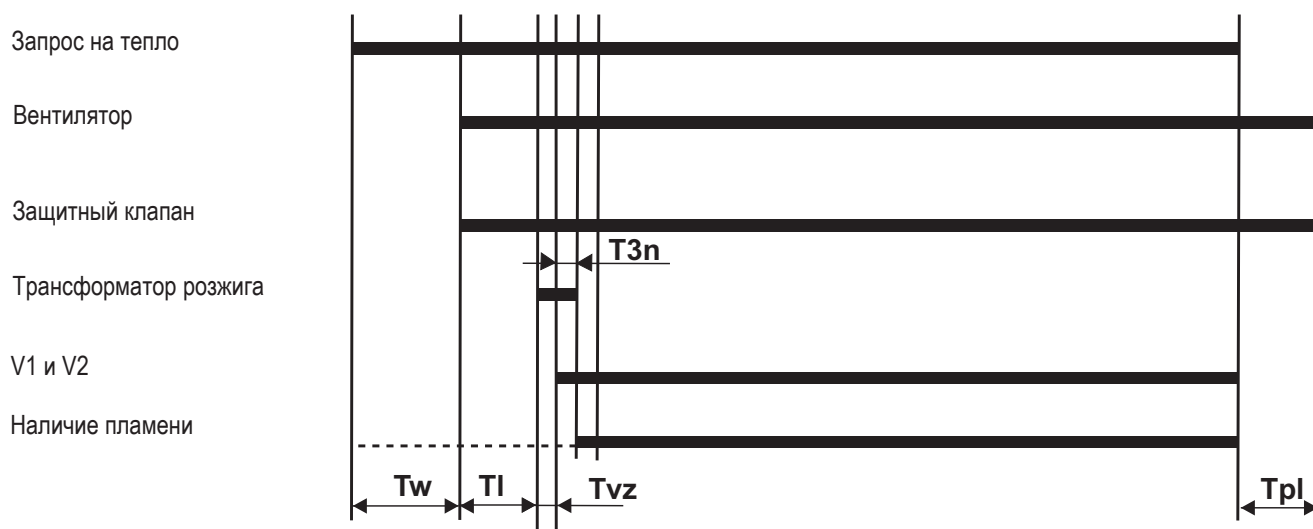 Запрос на тепло
Вентилятор
Защитный клапан
T3n
Трансформатор розжига
V1 и V2
Наличие пламени
Tw
Tl
Tvz
Tpl